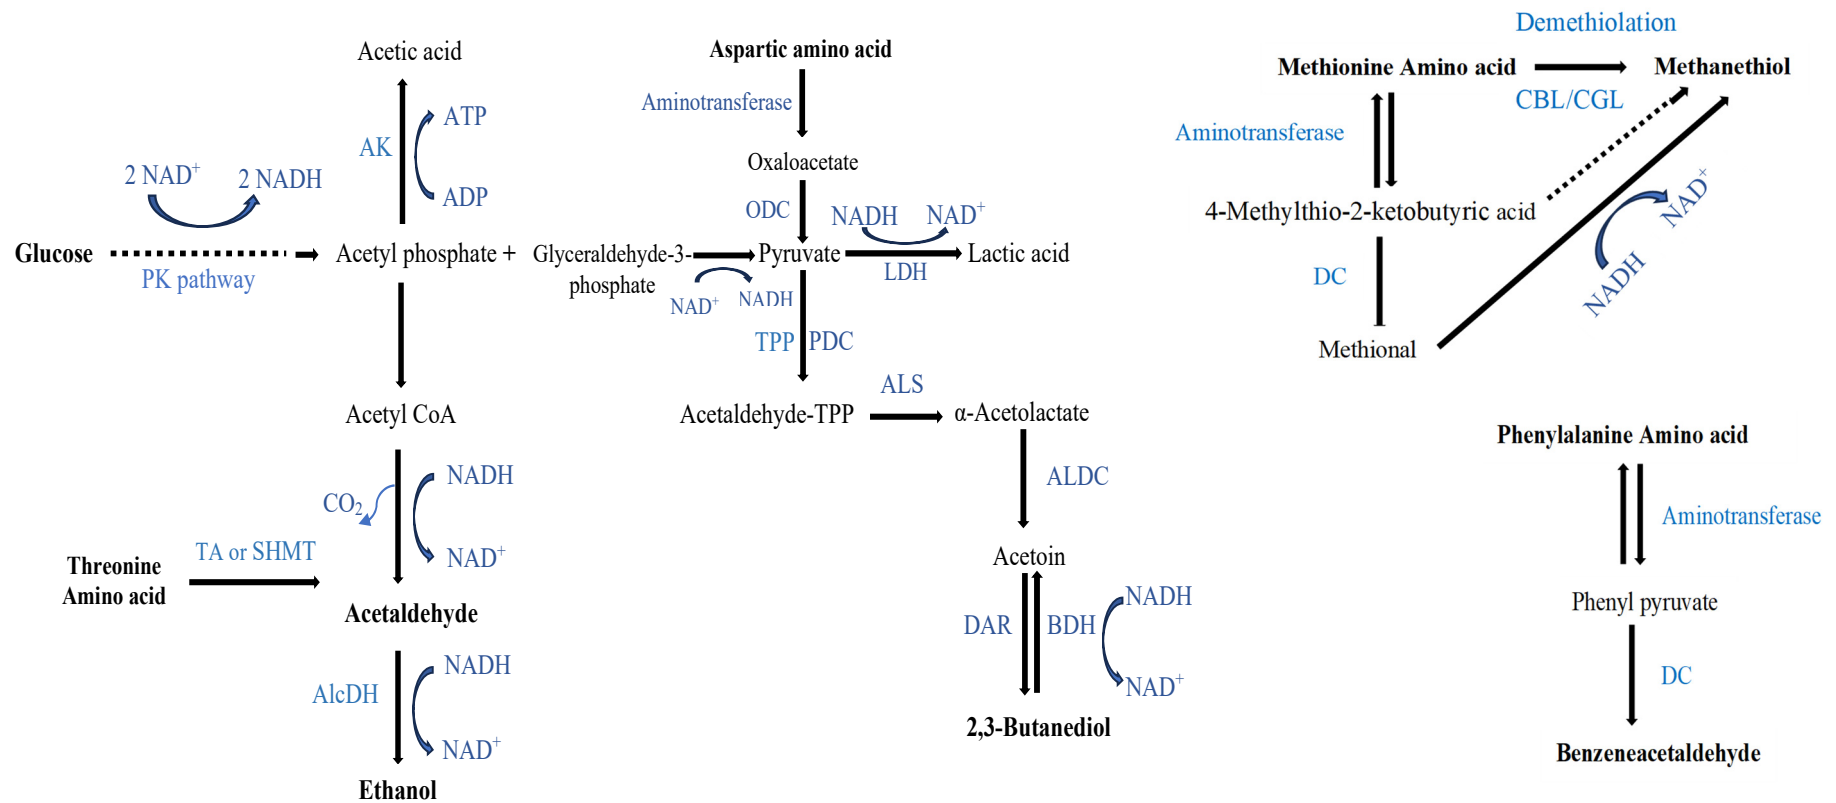 Acetic acid
AK
ATP
ADP
2 NAD⁺
2 NADH
Glucose
PK pathway
Acetyl phosphate +
Glyceraldehyde-3-
phosphate
NAD⁺
NADH
Aspartic amino acid
Aminotransferase
Oxaloacetate
ODC
NADH
NAD⁺
Pyruvate
LDH
Lactic acid
TPP
PDC
Acetyl CoA
Acetaldehyde-TPP
ALS
α-Acetolactate
ALDC
CO₂
NADH
NAD⁺
Threonine
Amino acid
TA or SHMT
Acetaldehyde
AlcDH
NADH
NAD⁺
Ethanol
Acetoin
DAR
BDH
NADH
NAD⁺
2,3-Butanediol
Demethiolation
Methionine Amino acid
Methanethiol
CBL/CGL
Aminotransferase
4-Methylthio-2-ketobutyric acid
NAD⁺
NADH
DC
Methional
Phenylalanine Amino acid
Aminotransferase
Phenyl pyruvate
DC
Benzeneacetaldehyde